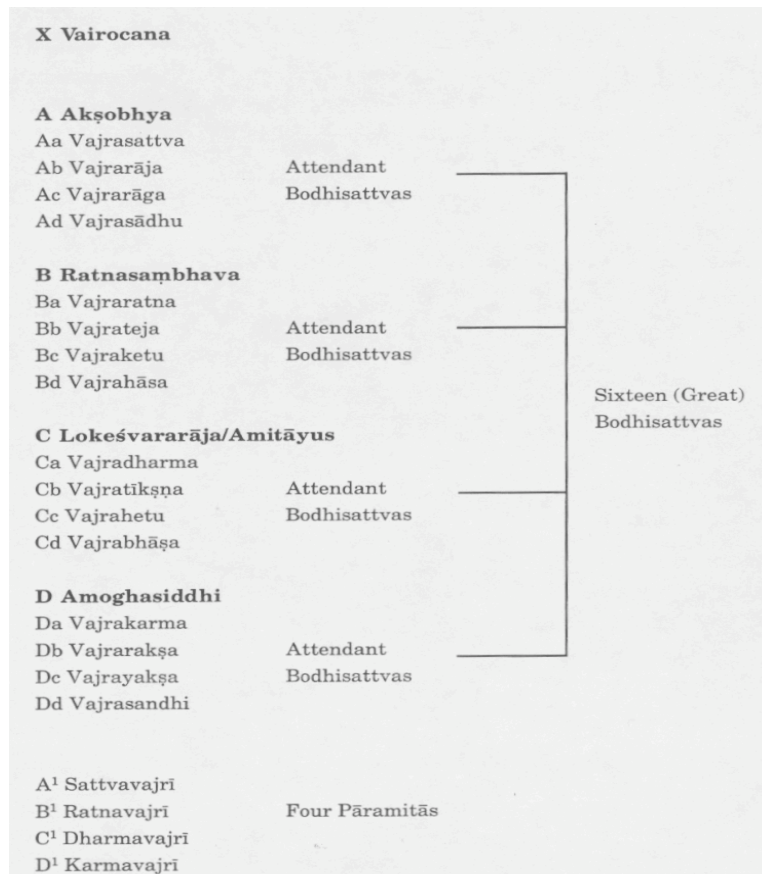 X Vairocana
A Akṣobhya
Aa Vajrasattva
Ab Vajrarāja Attendant
Ac Vajrarāga Bodhisattvas
Ad Vajrasādhu
B Ratnasaṃbhava
Ba Vajraratna
Bb Vajrateja Attendant
Bc Vajraketu Bodhisattvas
Bd Vajrahāsa
Sixteen (Great)
Bodhisattvas
C Lokeśvararāja/Amitāyus
Ca Vajradharma
Cb Vajratīkṣṇa Attendant
Cc Vajrahetu Bodhisattvas
Cd Vajrabhāṣa
D Amoghasiddhi
Da Vajrakarma
Db Vajrarakṣa Attendant
Dc Vajrayakṣa Bodhisattvas
Dd Vajrasandhi
A¹ Sattvavajrī
B¹ Ratnavajrī Four Pāramitās
C¹ Dharmavajrī
D¹ Karmavajrī